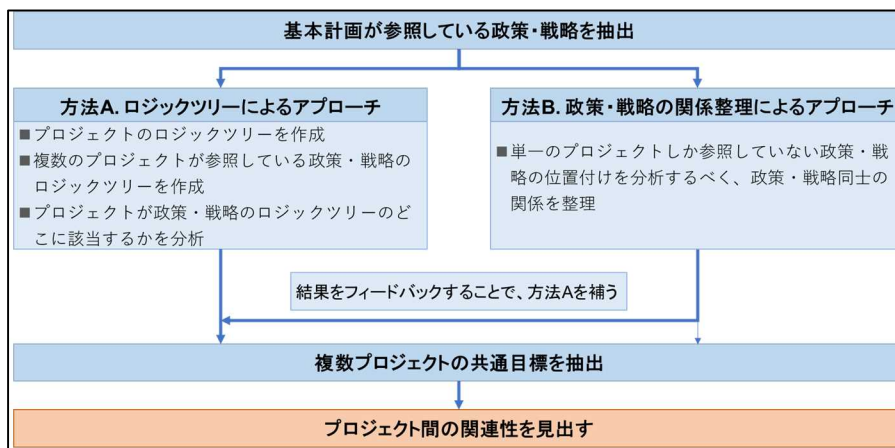 基本計画が参照している政策・戦略を抽出
方法A. ロジックツリーによるアプローチ
■プロジェクトのロジックツリーを作成
■複数のプロジェクトが参照している政策・戦略の
ロジックツリーを作成
■プロジェクトが政策・戦略のロジックツリーのど
こに該当するかを分析
方法B. 政策・戦略の関係整理によるアプローチ
■単一のプロジェクトしか参照していない政策・戦
略の位置付けを分析するべく、政策・戦略同士の
関係を整理
結果をフィードバックすることで、方法Aを補う
複数プロジェクトの共通目標を抽出
プロジェクト間の関連性を見出す